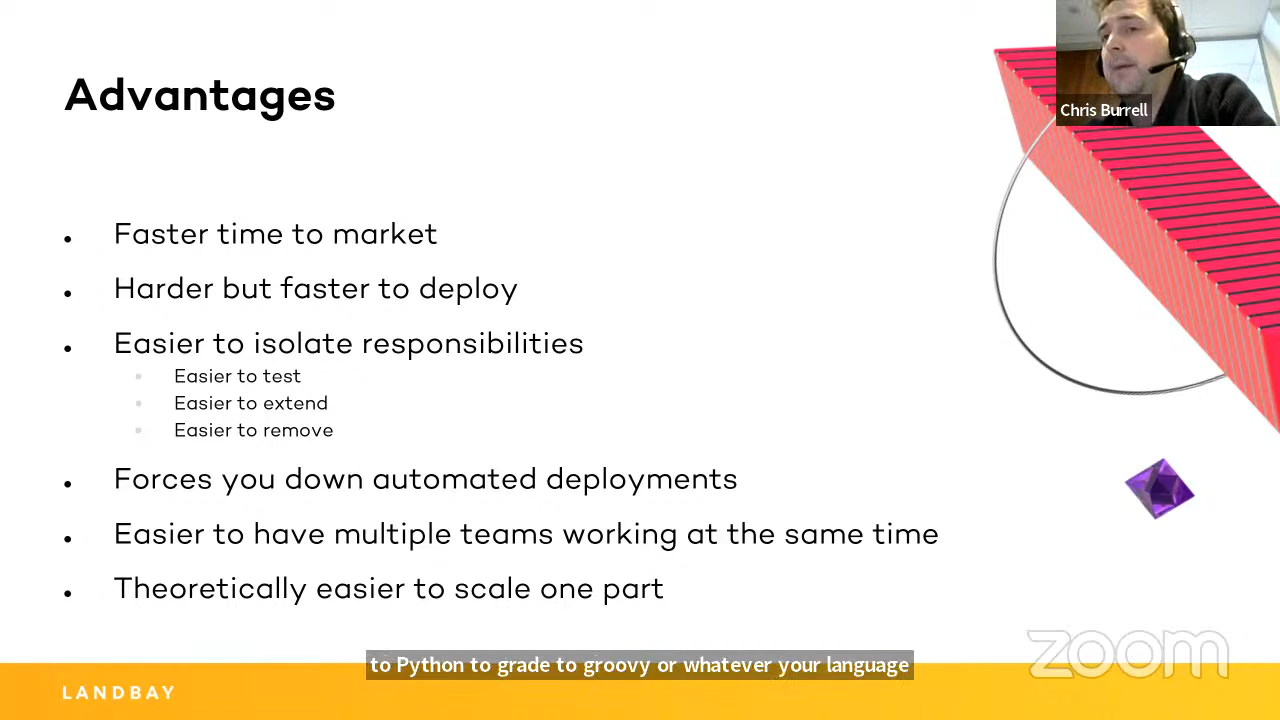 Advantages
Chris Burrell
• Faster time to market
• Harder but faster to deploy
• Easier to isolate responsibilities
• Easier to test
• Easier to extend
• Easier to remove
• Forces you down automated deployments
• Easier to have multiple teams working at the same time
• Theoretically easier to scale one part
zoom
to Python to grade to groovy or whatever your language
LANDBAY